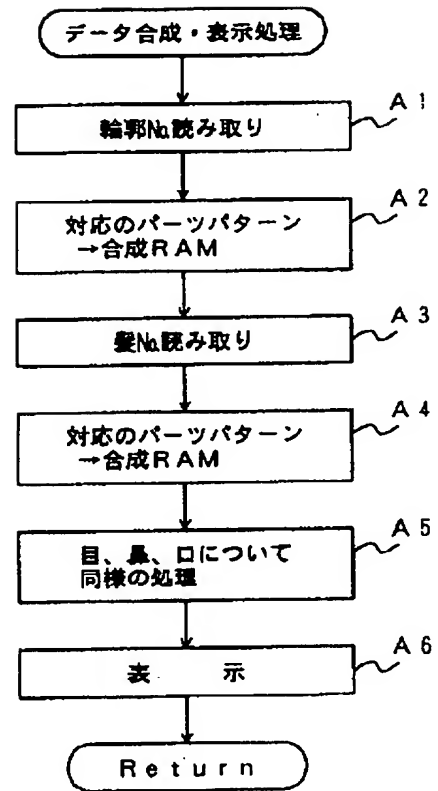 データ合成・表示処理
A1
輪郭№読み取り
A2
対応のパーツパターン
→合成RAM
A3
髪№読み取り
A4
対応のパーツパターン
→合成RAM
A5
目、鼻、口について
同様の処理
A6
表示
Return